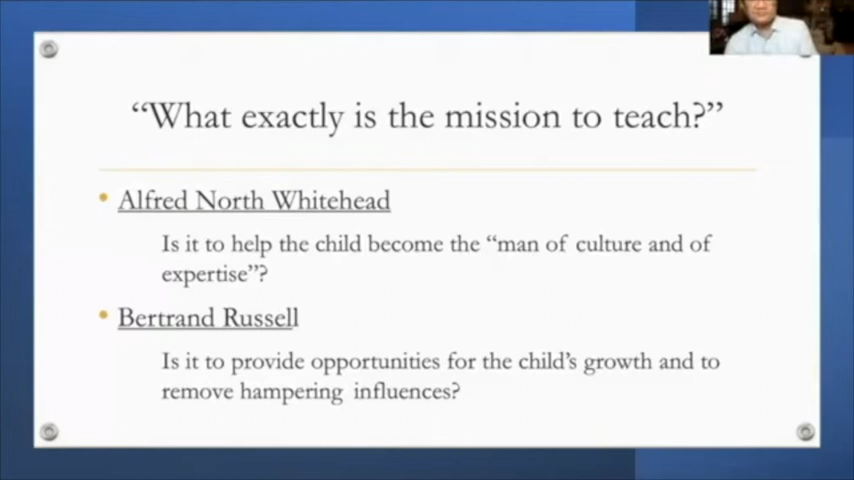 “What exactly is the mission to teach?”
• Alfred North Whitehead
Is it to help the child become the “man of culture and of
expertise”?
• Bertrand Russell
Is it to provide opportunities for the child’s growth and to
remove hampering influences?